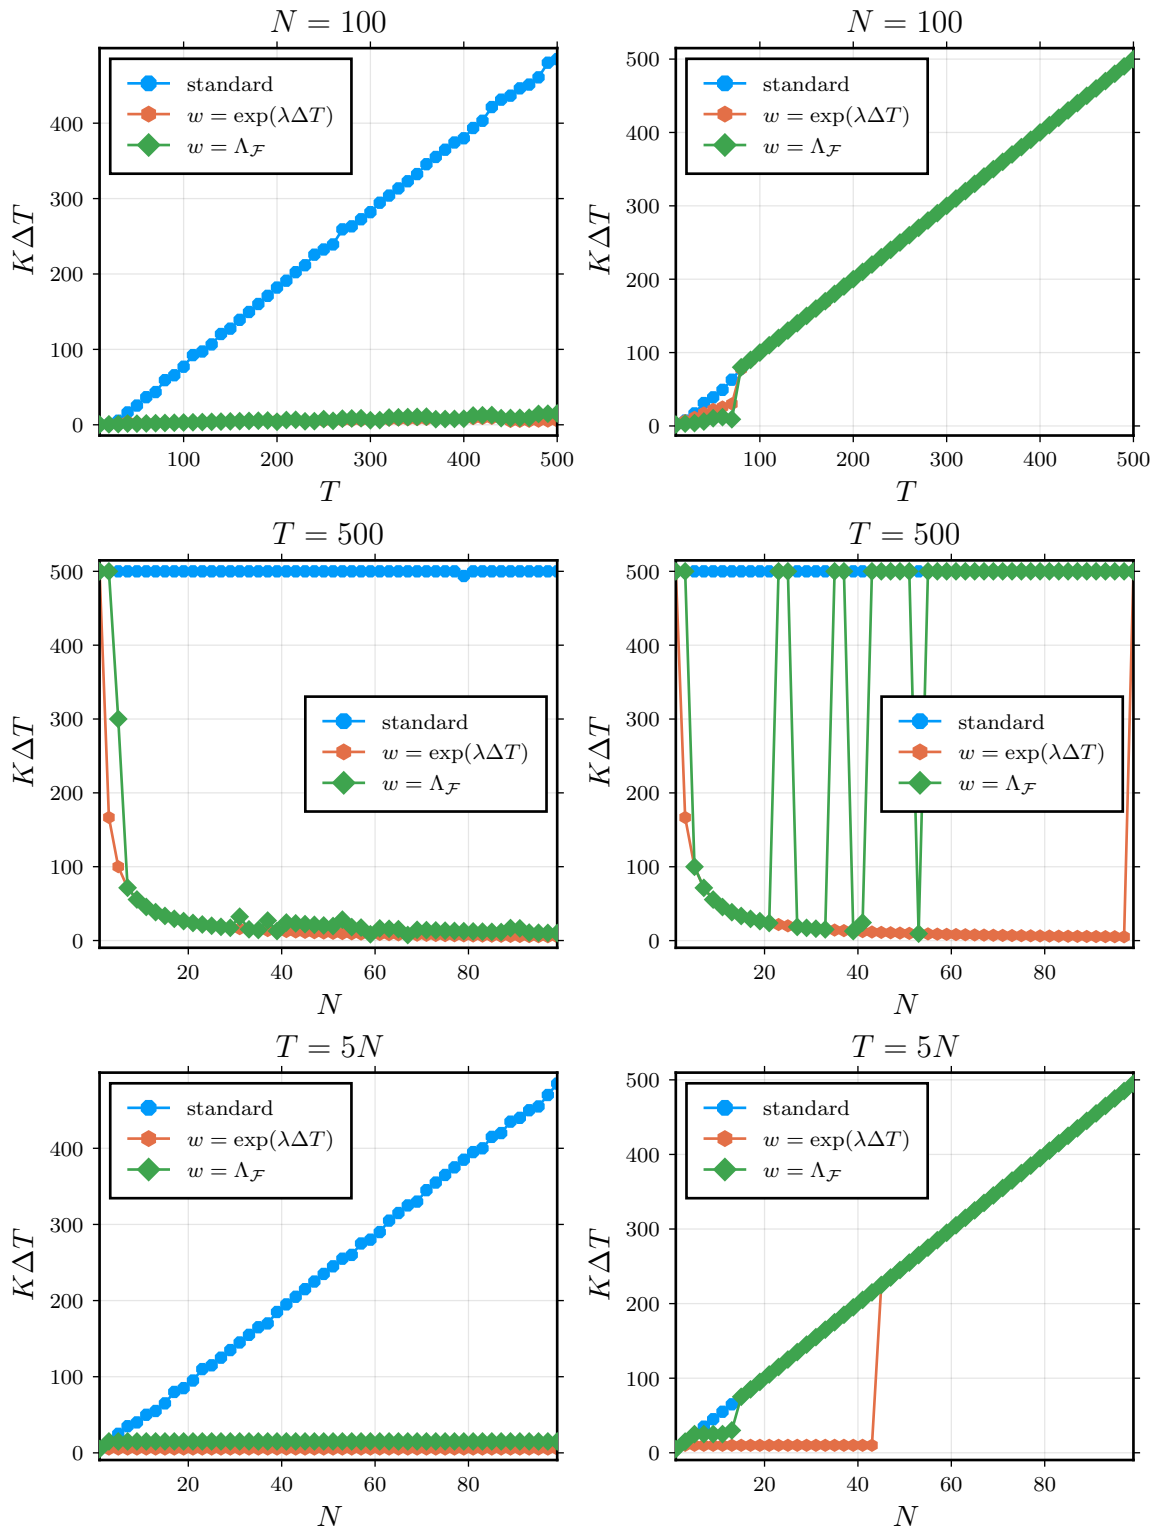 N = 100
KΔT
400
300
200
100
0
standard
w = exp(λΔT)
w = Λ_ℱ
100 200 300 400 500
T
N = 100
KΔT
500
400
300
200
100
0
standard
w = exp(λΔT)
w = Λ_ℱ
100 200 300 400 500
T
T = 500
KΔT
500
400
300
200
100
0
standard
w = exp(λΔT)
w = Λ_ℱ
20 40 60 80
N
T = 500
KΔT
500
400
300
200
100
0
standard
w = exp(λΔT)
w = Λ_ℱ
20 40 60 80
N
T = 5N
KΔT
400
300
200
100
0
standard
w = exp(λΔT)
w = Λ_ℱ
20 40 60 80
N
T = 5N
KΔT
500
400
300
200
100
0
standard
w = exp(λΔT)
w = Λ_ℱ
20 40 60 80
N